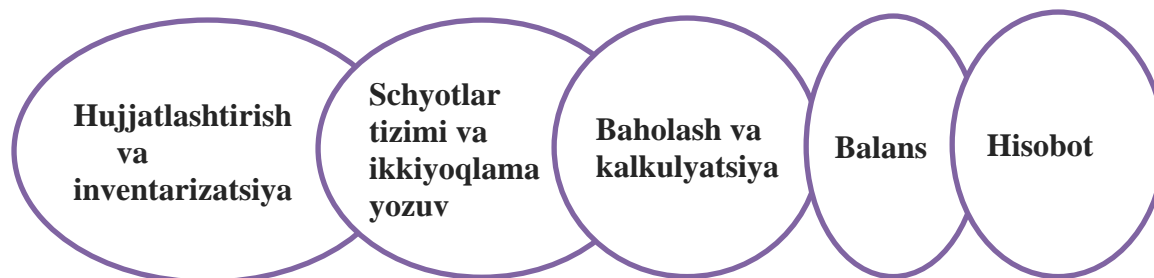 Hujjatlashtirish
va
inventarizatsiya
Schyotlar
tizimi va
ikkiyoqlama
yozuv
Baholash va
kalkulyatsiya
Balans
Hisobot